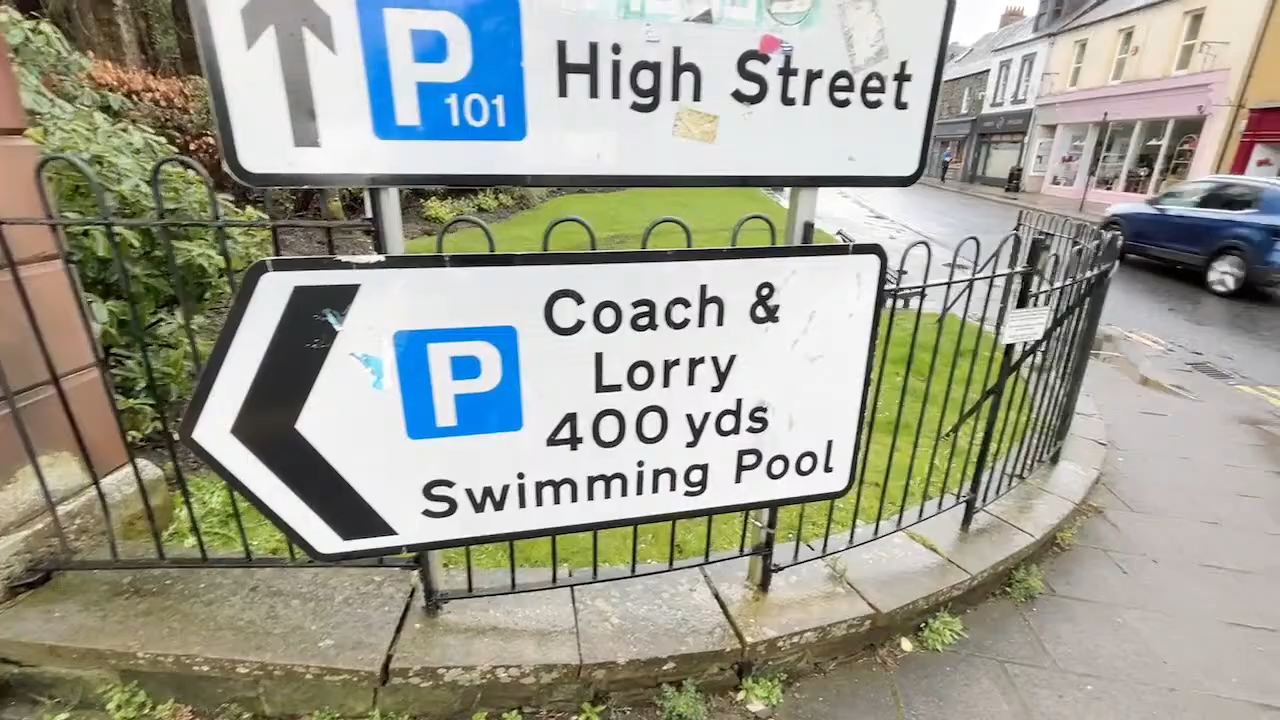 P 101 High Street
P
Coach &
Lorry
400 yds
Swimming Pool